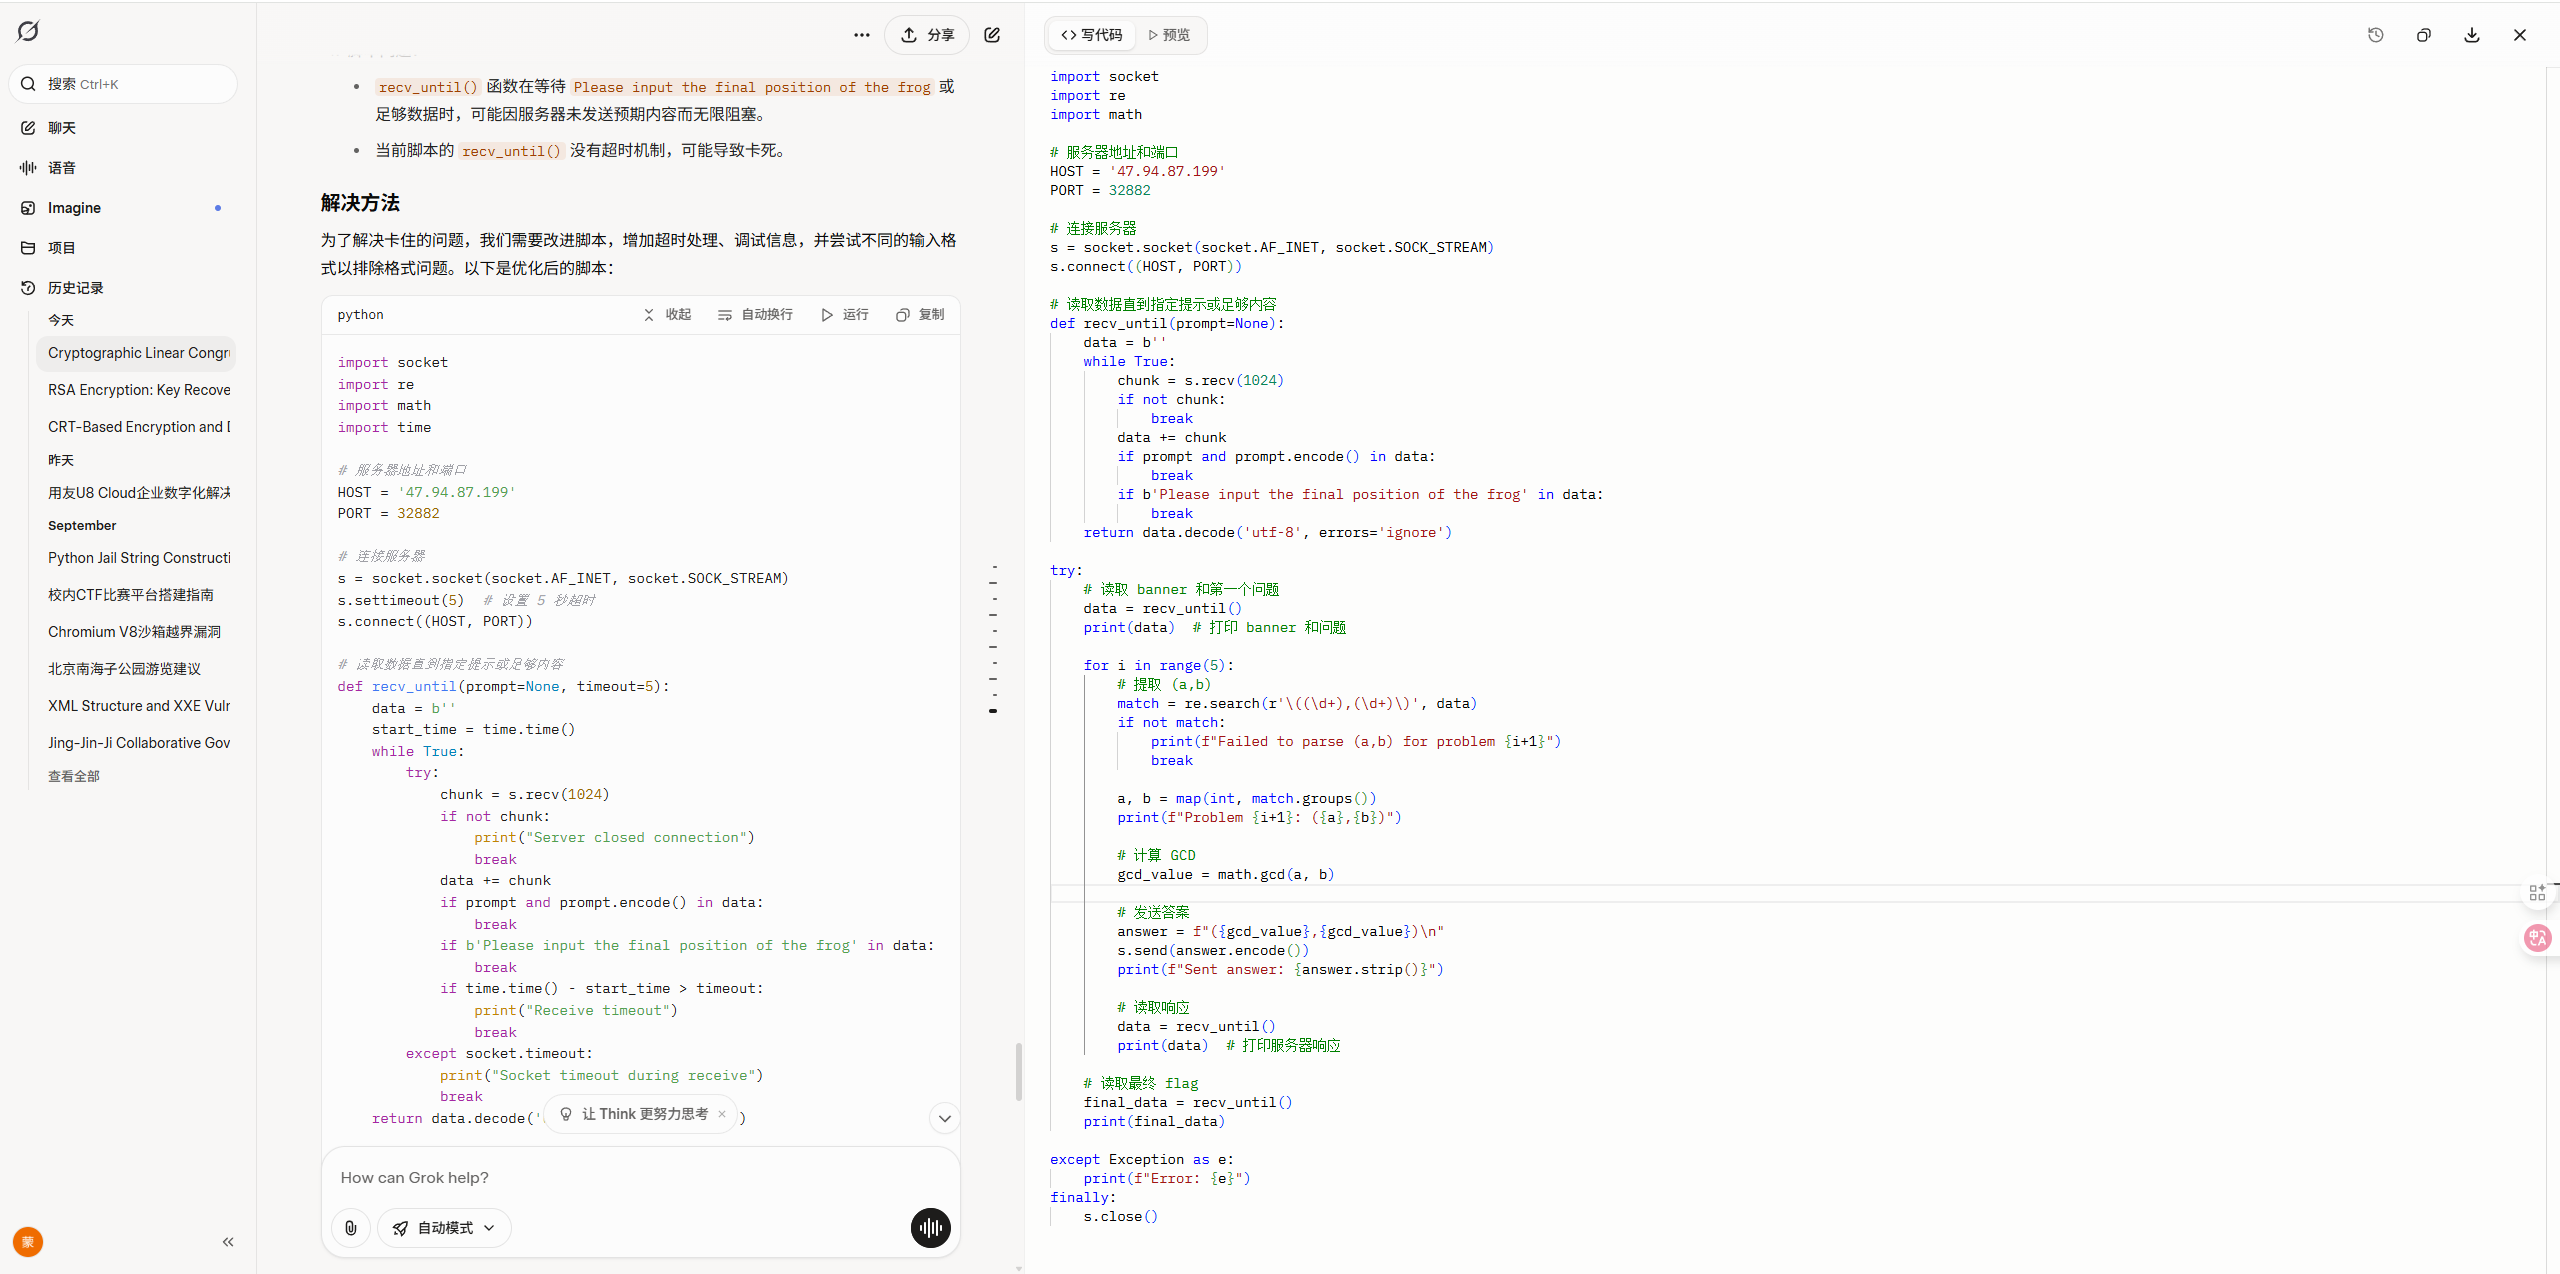 搜索 Ctrl+K
聊天
语音
Imagine
项目
历史记录
今天
Cryptographic Linear Congr
RSA Encryption: Key Recove
CRT-Based Encryption and
昨天
用友U8 Cloud企业数字化解决
September
Python Jail String Constructi
校内CTF比赛平台搭建指南
Chromium V8沙箱越界漏洞
北京南海子公园游览建议
XML Structure and XXE Vulr
Jing-Jin-Ji Collaborative Gov
查看全部
蒙
分享
recv_until() 函数在等待 Please input the final position of the frog 或
足够数据时，可能因服务器未发送预期内容而无限阻塞。
当前脚本的 recv_until() 没有超时机制，可能导致卡死。
解决方法
为了解决卡住的问题，我们需要改进脚本，增加超时处理、调试信息，并尝试不同的输入格
式以排除格式问题。以下是优化后的脚本：
python 收起 自动换行 运行 复制
import socket
import re
import math
import time
# 服务器地址和端口
HOST = '47.94.87.199'
PORT = 32882
# 连接服务器
s = socket.socket(socket.AF_INET, socket.SOCK_STREAM)
s.settimeout(5)  # 设置 5 秒超时
s.connect((HOST, PORT))
# 读取数据直到指定提示或足够内容
def recv_until(prompt=None, timeout=5):
    data = b''
    start_time = time.time()
    while True:
        try:
            chunk = s.recv(1024)
            if not chunk:
                print("Server closed connection")
                break
            data += chunk
            if prompt and prompt.encode() in data:
                break
            if b'Please input the final position of the frog' in data:
                break
            if time.time() - start_time > timeout:
                print("Receive timeout")
                break
        except socket.timeout:
            print("Socket timeout during receive")
            break
    return data.decode(' )
让 Think 更努力思考 ×
How can Grok help?
自动模式
写代码 预览
import socket
import re
import math
# 服务器地址和端口
HOST = '47.94.87.199'
PORT = 32882
# 连接服务器
s = socket.socket(socket.AF_INET, socket.SOCK_STREAM)
s.connect((HOST, PORT))
# 读取数据直到指定提示或足够内容
def recv_until(prompt=None):
    data = b''
    while True:
        chunk = s.recv(1024)
        if not chunk:
            break
        data += chunk
        if prompt and prompt.encode() in data:
            break
        if b'Please input the final position of the frog' in data:
            break
    return data.decode('utf-8', errors='ignore')
try:
    # 读取 banner 和第一个问题
    data = recv_until()
    print(data)  # 打印 banner 和问题
    for i in range(5):
        # 提取 (a,b)
        match = re.search(r'\((\d+),(\d+)\)', data)
        if not match:
            print(f"Failed to parse (a,b) for problem {i+1}")
            break
        a, b = map(int, match.groups())
        print(f"Problem {i+1}: ({a},{b})")
        # 计算 GCD
        gcd_value = math.gcd(a, b)
        # 发送答案
        answer = f"({gcd_value},{gcd_value})\n"
        s.send(answer.encode())
        print(f"Sent answer: {answer.strip()}")
        # 读取响应
        data = recv_until()
        print(data)  # 打印服务器响应
    # 读取最终 flag
    final_data = recv_until()
    print(final_data)
except Exception as e:
    print(f"Error: {e}")
finally:
    s.close()